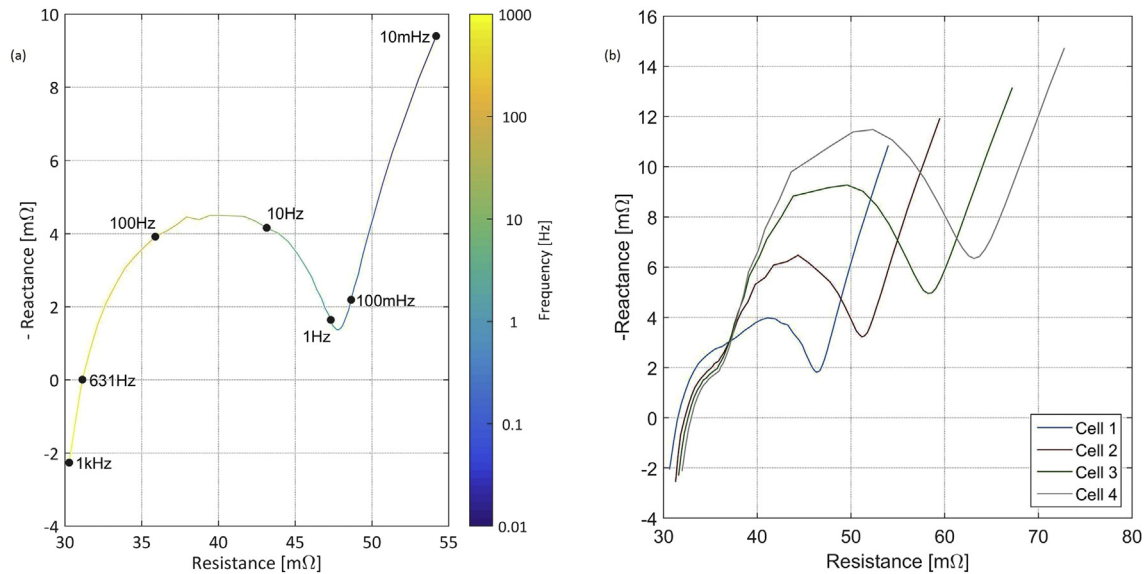 (a)
10
8
6
4
2
0
-2
-4
- Reactance [mΩ]
30
35
40
45
50
55
Resistance [mΩ]
10mHz
100Hz
10Hz
100mHz
1Hz
631Hz
1kHz
1000
100
10
1
0.1
0.01
Frequency [Hz]
(b)
16
14
12
10
8
6
4
2
0
-2
-4
-Reactance [mΩ]
30
40
50
60
70
80
Resistance [mΩ]
Cell 1
Cell 2
Cell 3
Cell 4